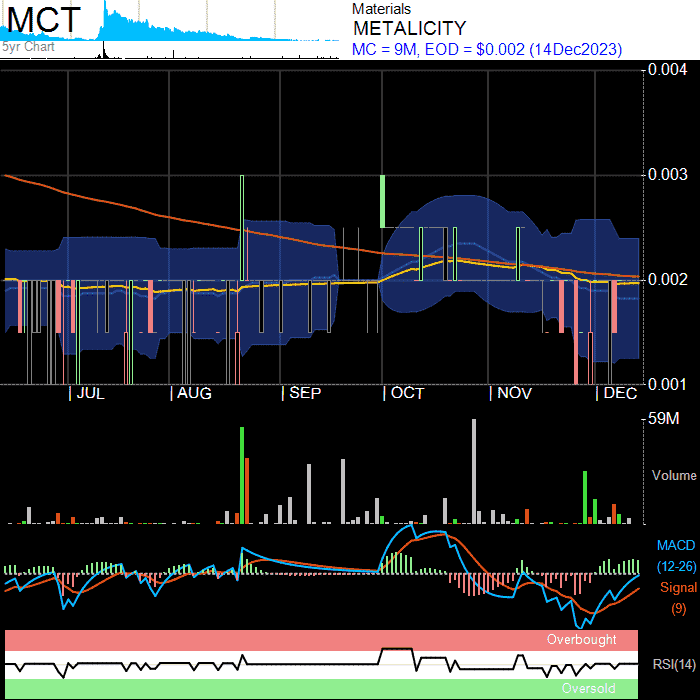 MCT
5yr Chart
Materials
METALICITY
MC = 9M, EOD = $0.002 (14Dec2023)
0.004
0.003
0.002
0.001
JUL AUG SEP OCT NOV DEC
59M
Volume
MACD
(12-26)
Signal
(9)
Overbought
RSI(14)
Oversold